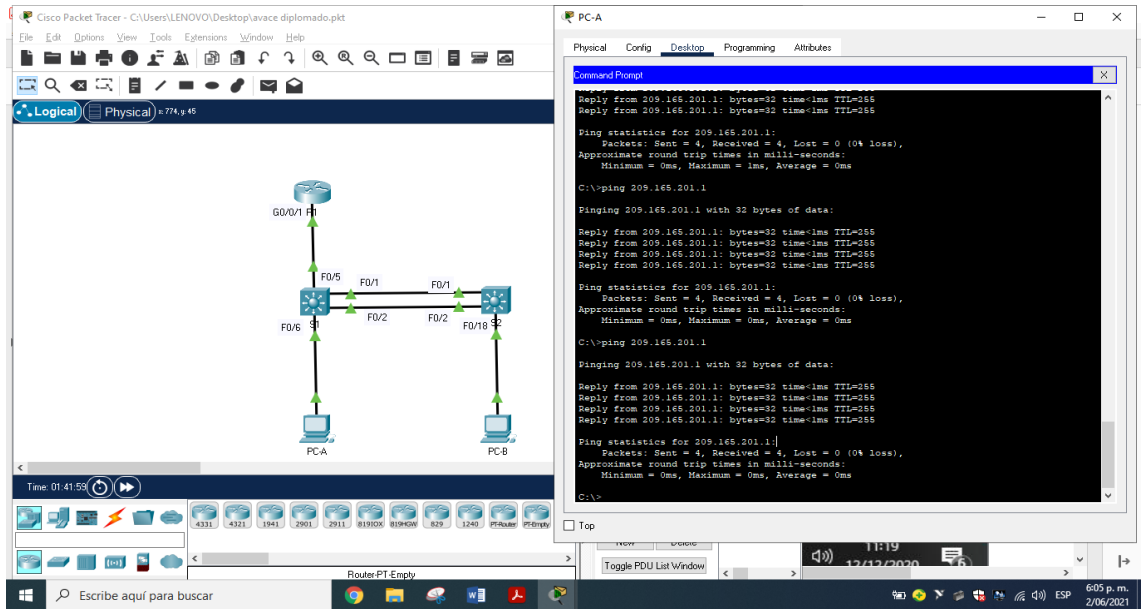 Cisco Packet Tracer - C:\Users\LENOVO\Desktop\avace diplomado.pkt
File Edit Options View Tools Extensions Window Help
Logical Physical x: 774, y: 45
G0/0/1 R1
F0/5
F0/1
F0/1
F0/2
F0/2
F0/6
S1
F0/18
S2
PC-A
PC-B
Time: 01:41:59
4331 4321 1941 2901 2911 819IOX 819HGW 829 1240 PT-Router PT-Empty
Router-PT-Empty
PC-A
Physical Config Desktop Programming Attributes
Command Prompt
X
Reply from 209.165.201.1: bytes=32 time<1ms TTL=255
Ping statistics for 209.165.201.1:
Packets: Sent = 4, Received = 4, Lost = 0 (0% loss),
Approximate round trip times in milli-seconds:
Minimum = 0ms, Maximum = 1ms, Average = 0ms
C:\>ping 209.165.201.1
Pinging 209.165.201.1 with 32 bytes of data:
Reply from 209.165.201.1: bytes=32 time<1ms TTL=255
Reply from 209.165.201.1: bytes=32 time<1ms TTL=255
Reply from 209.165.201.1: bytes=32 time<1ms TTL=255
Reply from 209.165.201.1: bytes=32 time<1ms TTL=255
Ping statistics for 209.165.201.1:
Packets: Sent = 4, Received = 4, Lost = 0 (0% loss),
Approximate round trip times in milli-seconds:
Minimum = 0ms, Maximum = 0ms, Average = 0ms
C:\>ping 209.165.201.1
Pinging 209.165.201.1 with 32 bytes of data:
Reply from 209.165.201.1: bytes=32 time<1ms TTL=255
Reply from 209.165.201.1: bytes=32 time<1ms TTL=255
Reply from 209.165.201.1: bytes=32 time<1ms TTL=255
Reply from 209.165.201.1: bytes=32 time<1ms TTL=255
Ping statistics for 209.165.201.1:
Packets: Sent = 4, Received = 4, Lost = 0 (0% loss),
Approximate round trip times in milli-seconds:
Minimum = 0ms, Maximum = 0ms, Average = 0ms
C:\>
Top
New Delete
Toggle PDU List Window
11:19
12/12/2020
6
Escribe aquí para buscar
ESP
6:05 p. m.
2/06/2021